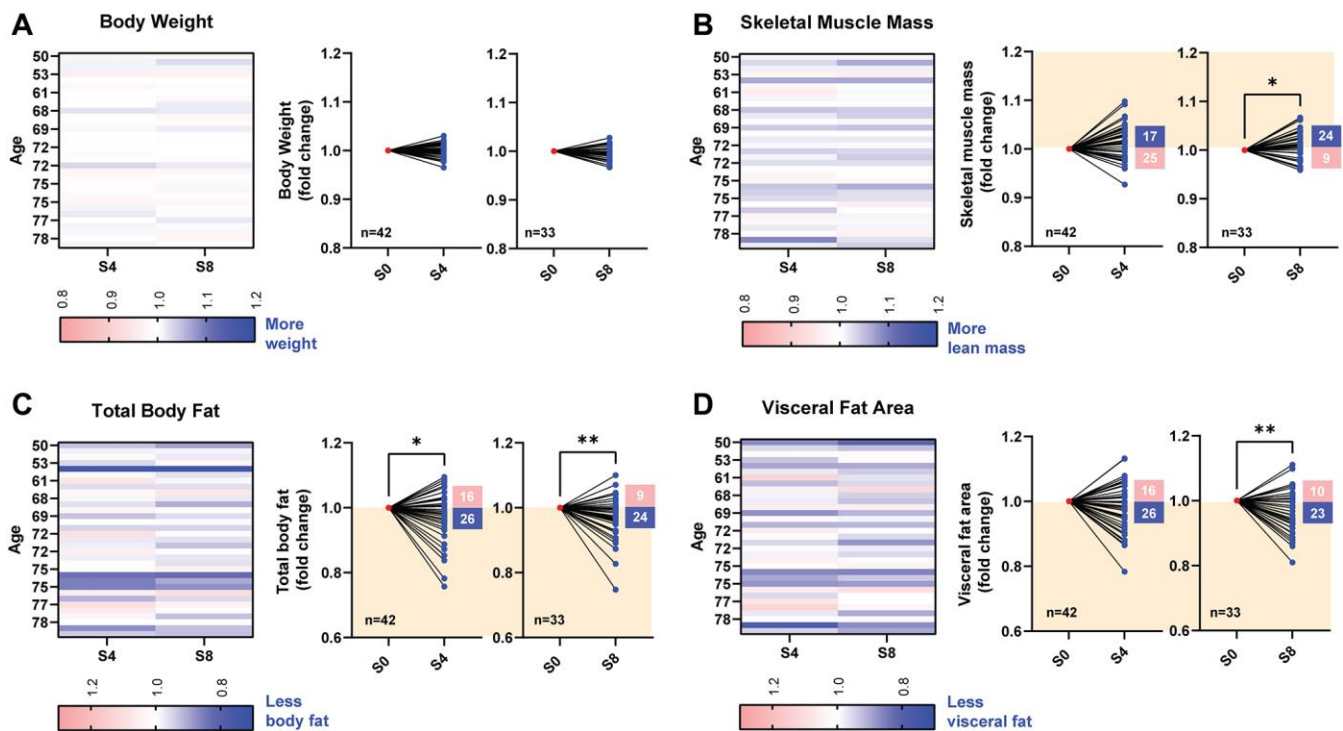 A
Body Weight
50
53
61
68
69
72
72
75
75
77
78
Age
S4
S8
0.8
0.9
1.0
1.1
1.2
More
weight
Body Weight
(fold change)
1.2
1.1
1.0
0.9
0.8
n=42
S0
S4
1.2
1.1
1.0
0.9
0.8
n=33
S0
S8
B
Skeletal Muscle Mass
50
53
61
68
69
72
72
75
75
77
78
Age
S4
S8
0.8
0.9
1.0
1.1
1.2
More
lean mass
Skeletal muscle mass
(fold change)
1.2
1.1
1.0
0.9
0.8
17
25
n=42
S0
S4
1.2
1.1
1.0
0.9
0.8
*
24
9
n=33
S0
S8
C
Total Body Fat
50
53
61
68
69
72
72
75
75
77
78
Age
S4
S8
1.2
1.0
0.8
Less
body fat
Total body fat
(fold change)
1.2
1.0
0.8
0.6
*
16
26
n=42
S0
S4
1.2
1.0
0.8
0.6
**
9
24
n=33
S0
S8
D
Visceral Fat Area
50
53
61
68
69
72
72
75
75
77
78
Age
S4
S8
1.2
1.0
0.8
Less
visceral fat
Visceral fat area
(fold change)
1.2
1.0
0.8
0.6
16
26
n=42
S0
S4
1.2
1.0
0.8
0.6
**
10
23
n=33
S0
S8